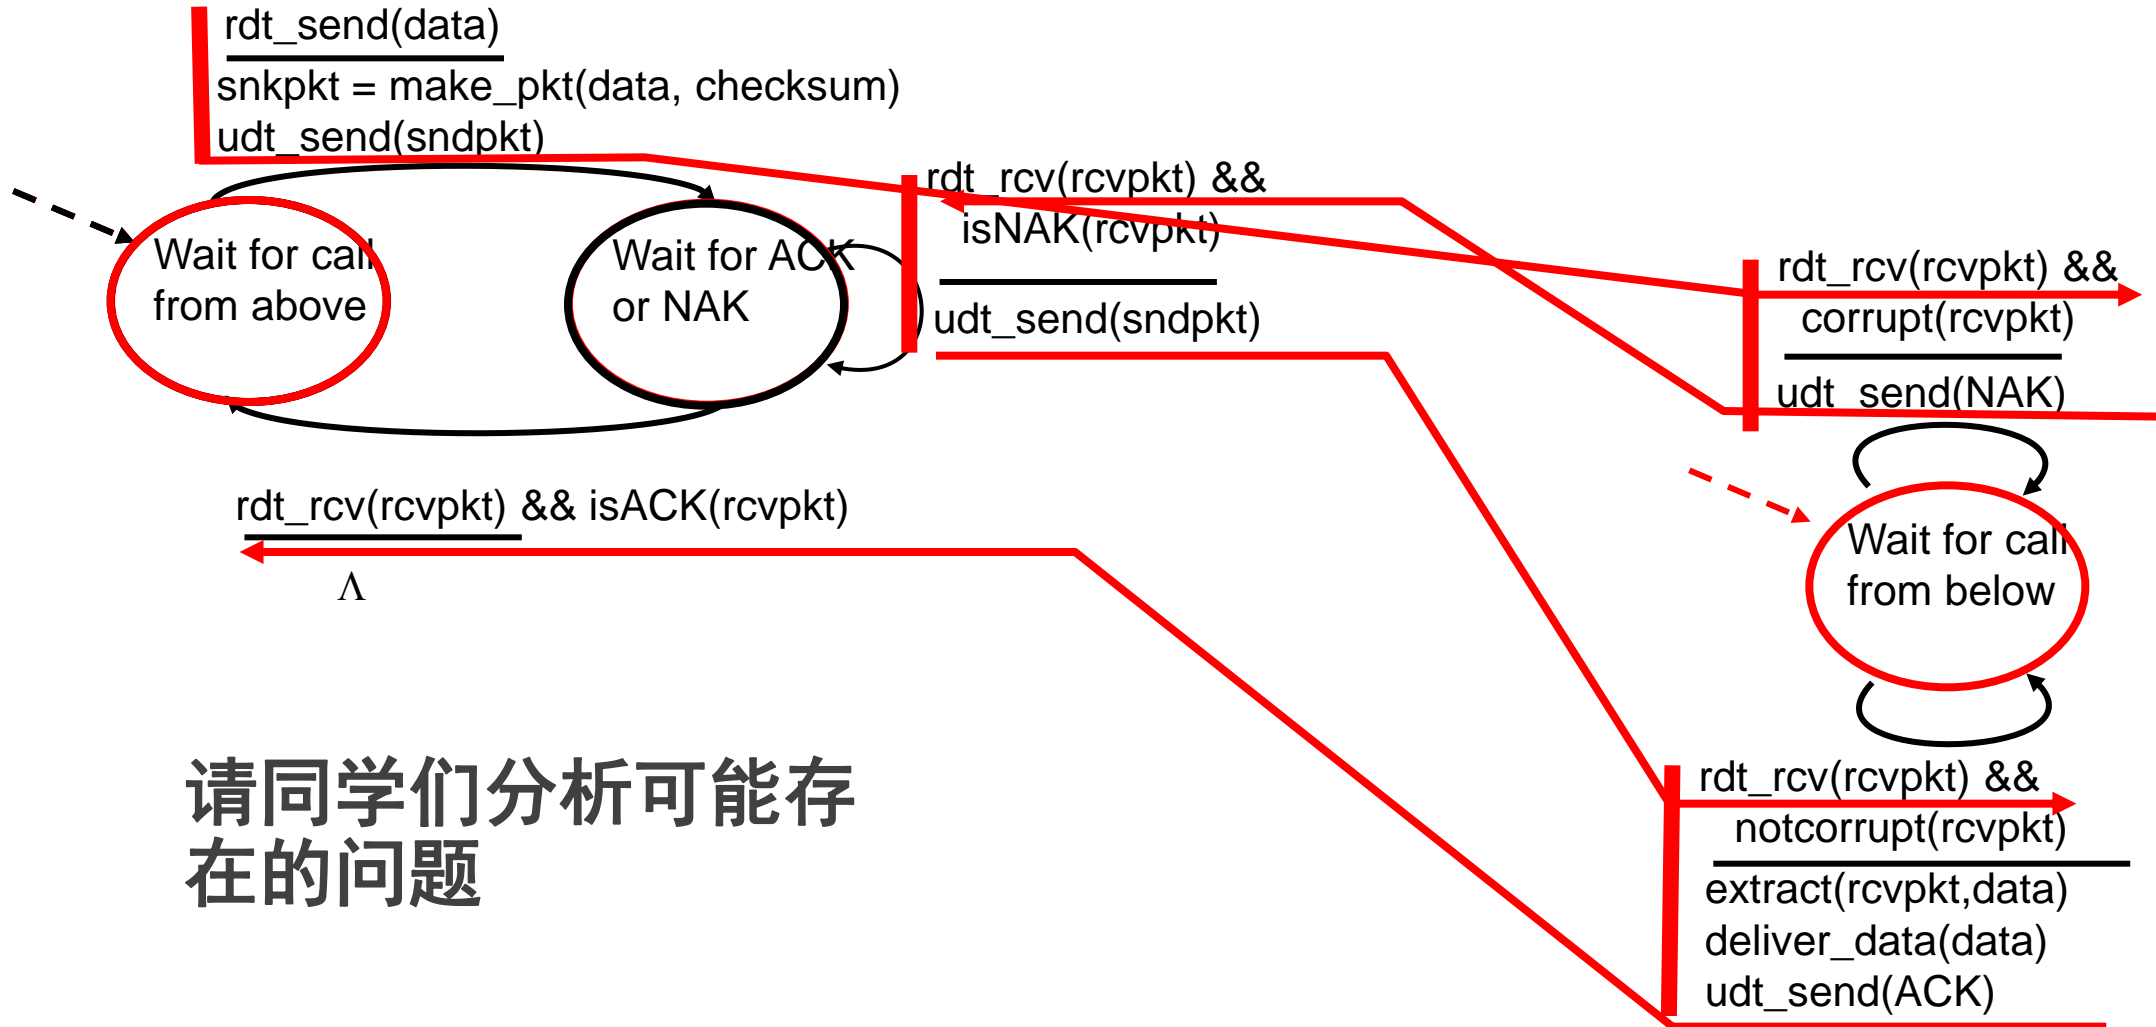 rdt_send(data)
snkpkt = make_pkt(data, checksum)
udt_send(sndpkt)
rdt_rcv(rcvpkt) &&
isNAK(rcvpkt)
udt_send(sndpkt)
Wait for call
from above
Wait for ACK
or NAK
rdt_rcv(rcvpkt) && isACK(rcvpkt)
Λ
rdt_rcv(rcvpkt) &&
corrupt(rcvpkt)
udt_send(NAK)
Wait for call
from below
rdt_rcv(rcvpkt) &&
notcorrupt(rcvpkt)
extract(rcvpkt,data)
deliver_data(data)
udt_send(ACK)
请同学们分析可能存
在的问题